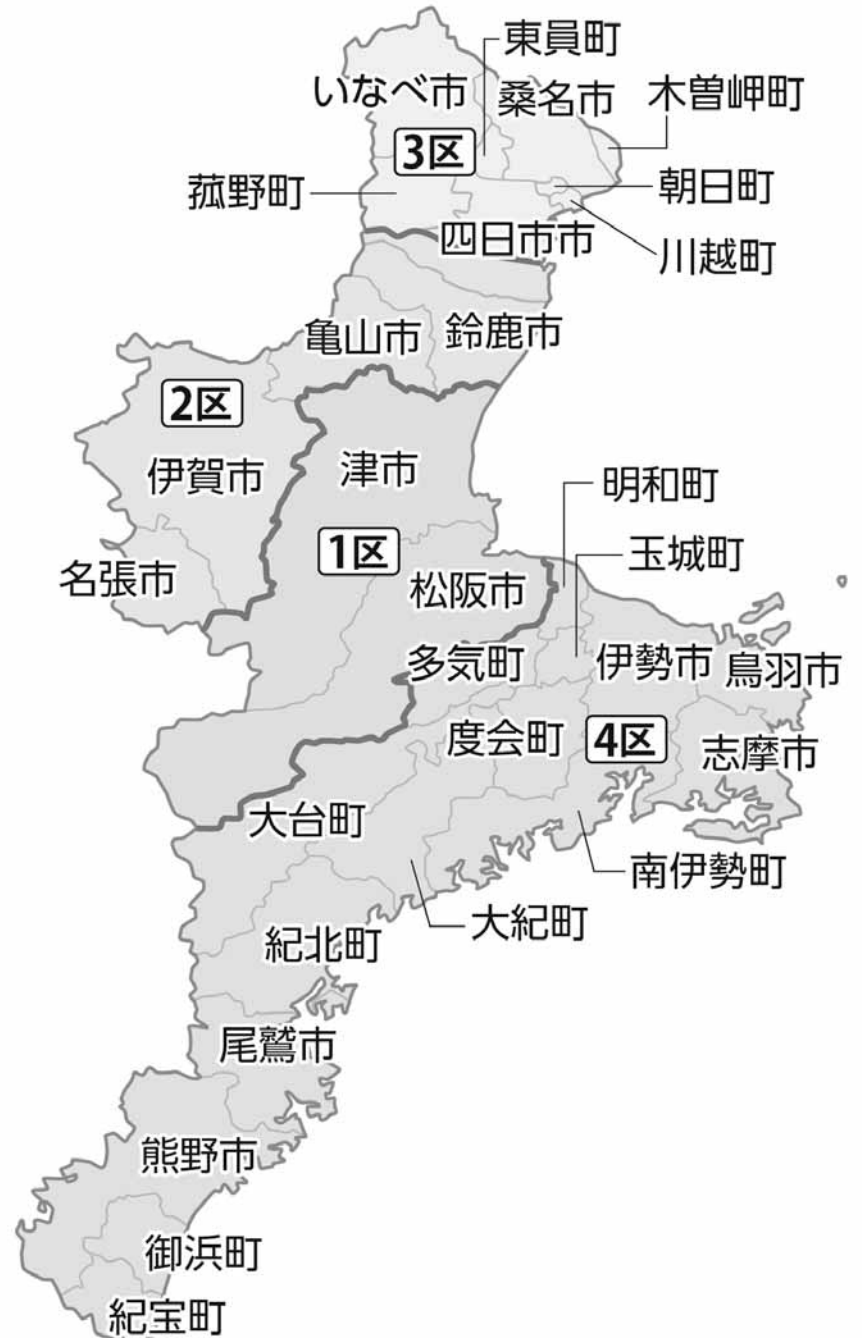 東員町
いなべ市
桑名市
木曽岬町
3区
菰野町
朝日町
四日市市
川越町
亀山市
鈴鹿市
2区
伊賀市
津市
明和町
1区
玉城町
名張市
松阪市
多気町
伊勢市
鳥羽市
度会町
4区
志摩市
大台町
南伊勢町
大紀町
紀北町
尾鷲市
熊野市
御浜町
紀宝町